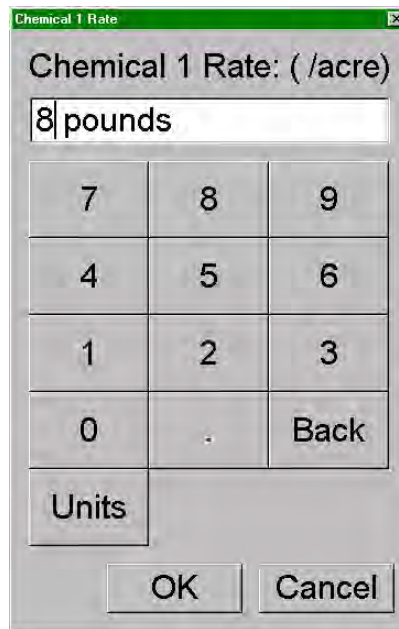 Chemical 1 Rate
Chemical 1 Rate: ( /acre)
8 pounds
7 8 9
4 5 6
1 2 3
0 . Back
Units
OK Cancel